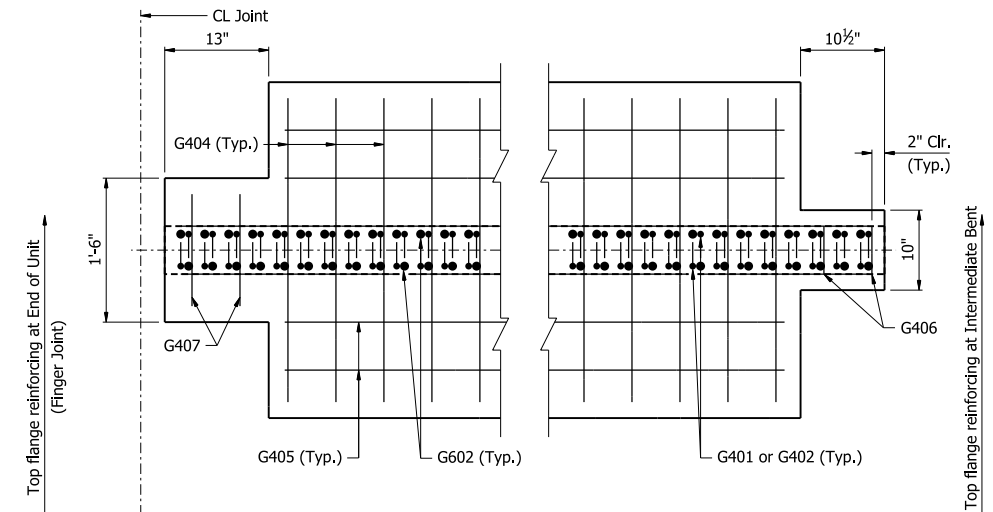 CL Joint
13"
10½"
G404 (Typ.)
2" Clr.
(Typ.)
1'-6"
10"
G407
G406
G405 (Typ.)
G602 (Typ.)
G401 or G402 (Typ.)
Top flange reinforcing at End of Unit
(Finger Joint)
Top flange reinforcing at Intermediate Bent